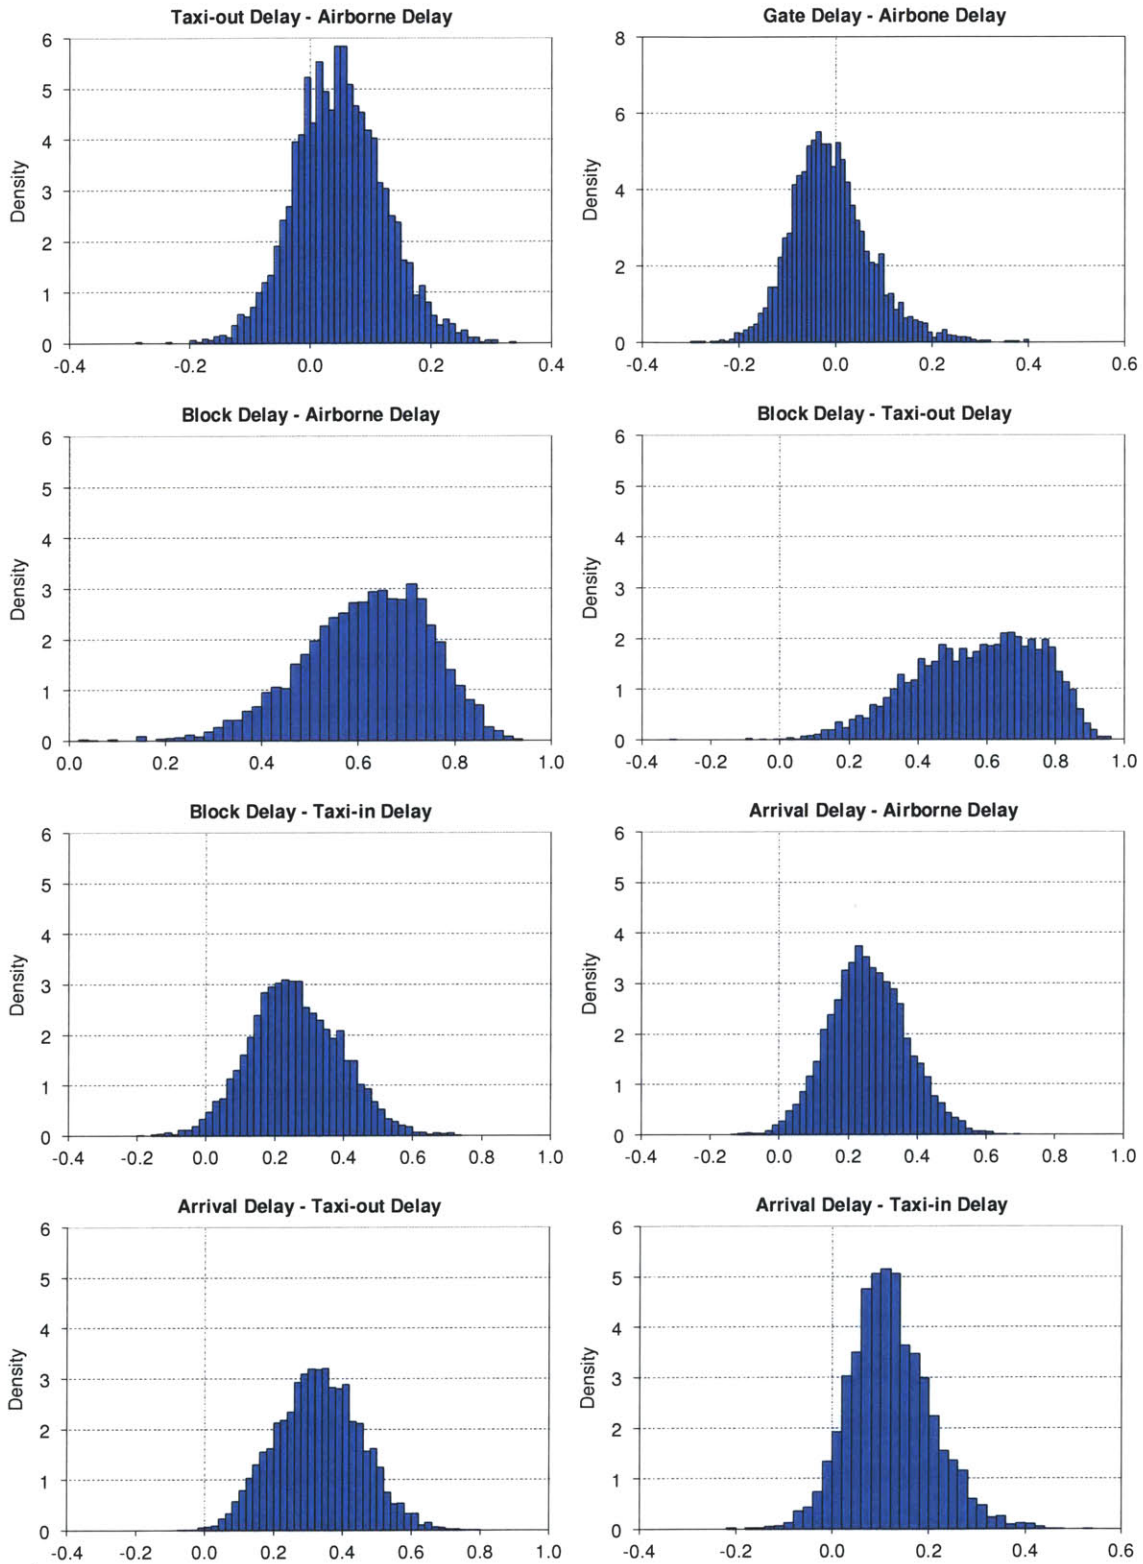 Taxi-out Delay - Airborne Delay
Density
6
5
4
3
2
1
0
-0.4 -0.2 0.0 0.2 0.4
Gate Delay - Airbone Delay
Density
8
6
4
2
0
-0.4 -0.2 0.0 0.2 0.4 0.6
Block Delay - Airborne Delay
Density
6
5
4
3
2
1
0
0.0 0.2 0.4 0.6 0.8 1.0
Block Delay - Taxi-out Delay
Density
6
5
4
3
2
1
0
-0.4 -0.2 0.0 0.2 0.4 0.6 0.8 1.0
Block Delay - Taxi-in Delay
Density
6
5
4
3
2
1
0
-0.4 -0.2 0.0 0.2 0.4 0.6 0.8 1.0
Arrival Delay - Airborne Delay
Density
6
5
4
3
2
1
0
-0.4 -0.2 0.0 0.2 0.4 0.6 0.8 1.0
Arrival Delay - Taxi-out Delay
Density
6
5
4
3
2
1
0
-0.4 -0.2 0.0 0.2 0.4 0.6 0.8 1.0
Arrival Delay - Taxi-in Delay
Density
6
5
4
3
2
1
0
-0.4 -0.2 0.0 0.2 0.4 0.6